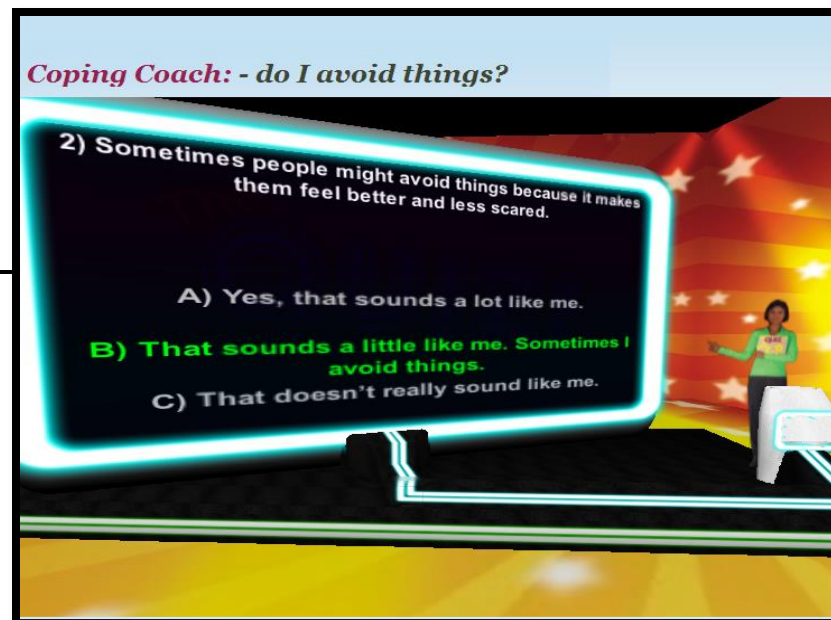 Coping Coach: - do I avoid things?
2) Sometimes people might avoid things because it makes
them feel better and less scared.
A) Yes, that sounds a lot like me.
B) That sounds a little like me. Sometimes I
avoid things.
C) That doesn't really sound like me.
QUIZ